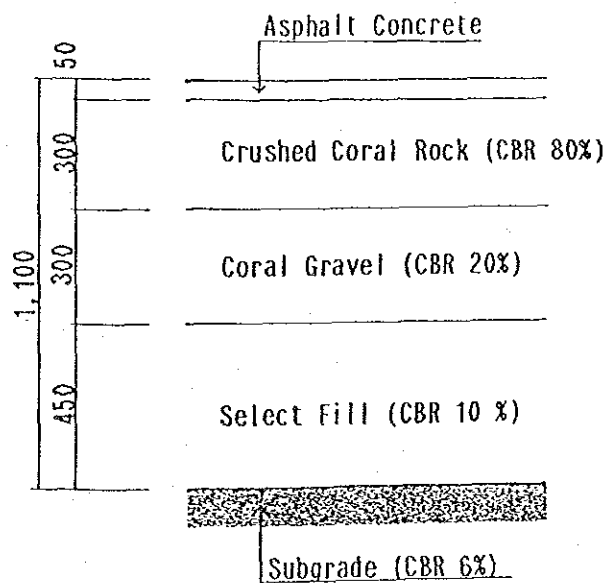 Asphalt Concrete
50
300
Crushed Coral Rock (CBR 80%)
1,100
300
Coral Gravel (CBR 20%)
450
Select Fill (CBR 10 %)
Subgrade (CBR 6%)